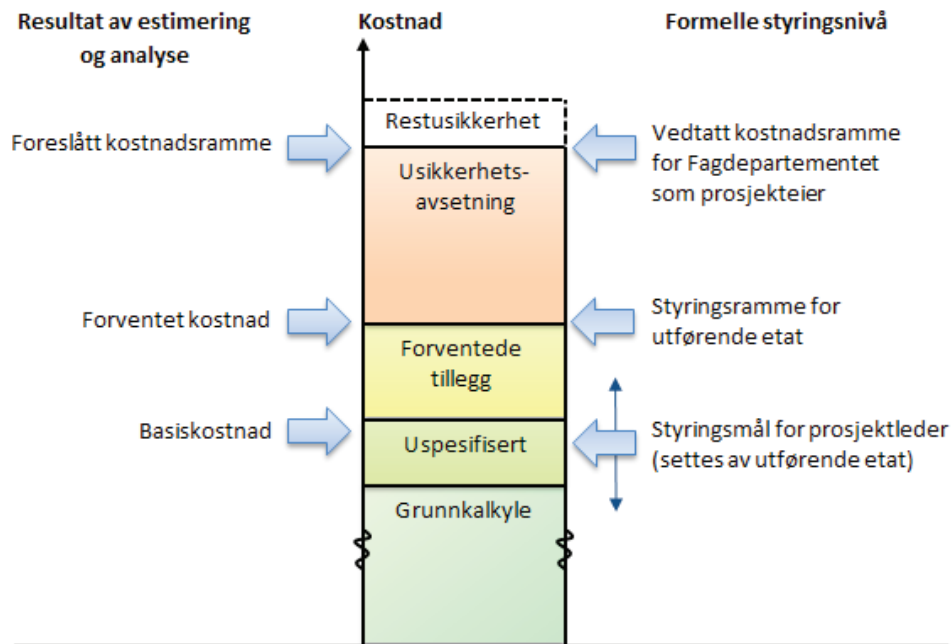 Resultat av estimering
og analyse
Kostnad
Formelle styringsnivå
Restusikkerhet
Foreslått kostnadsramme
Vedtatt kostnadsramme
for Fagdepartementet
som prosjekteier
Usikkerhets-
avsetning
Forventet kostnad
Styringsramme for
utførende etat
Forventede
tillegg
Basiskostnad
Uspesifisert
Styringsmål for prosjektleder
(settes av utførende etat)
Grunnkalkyle